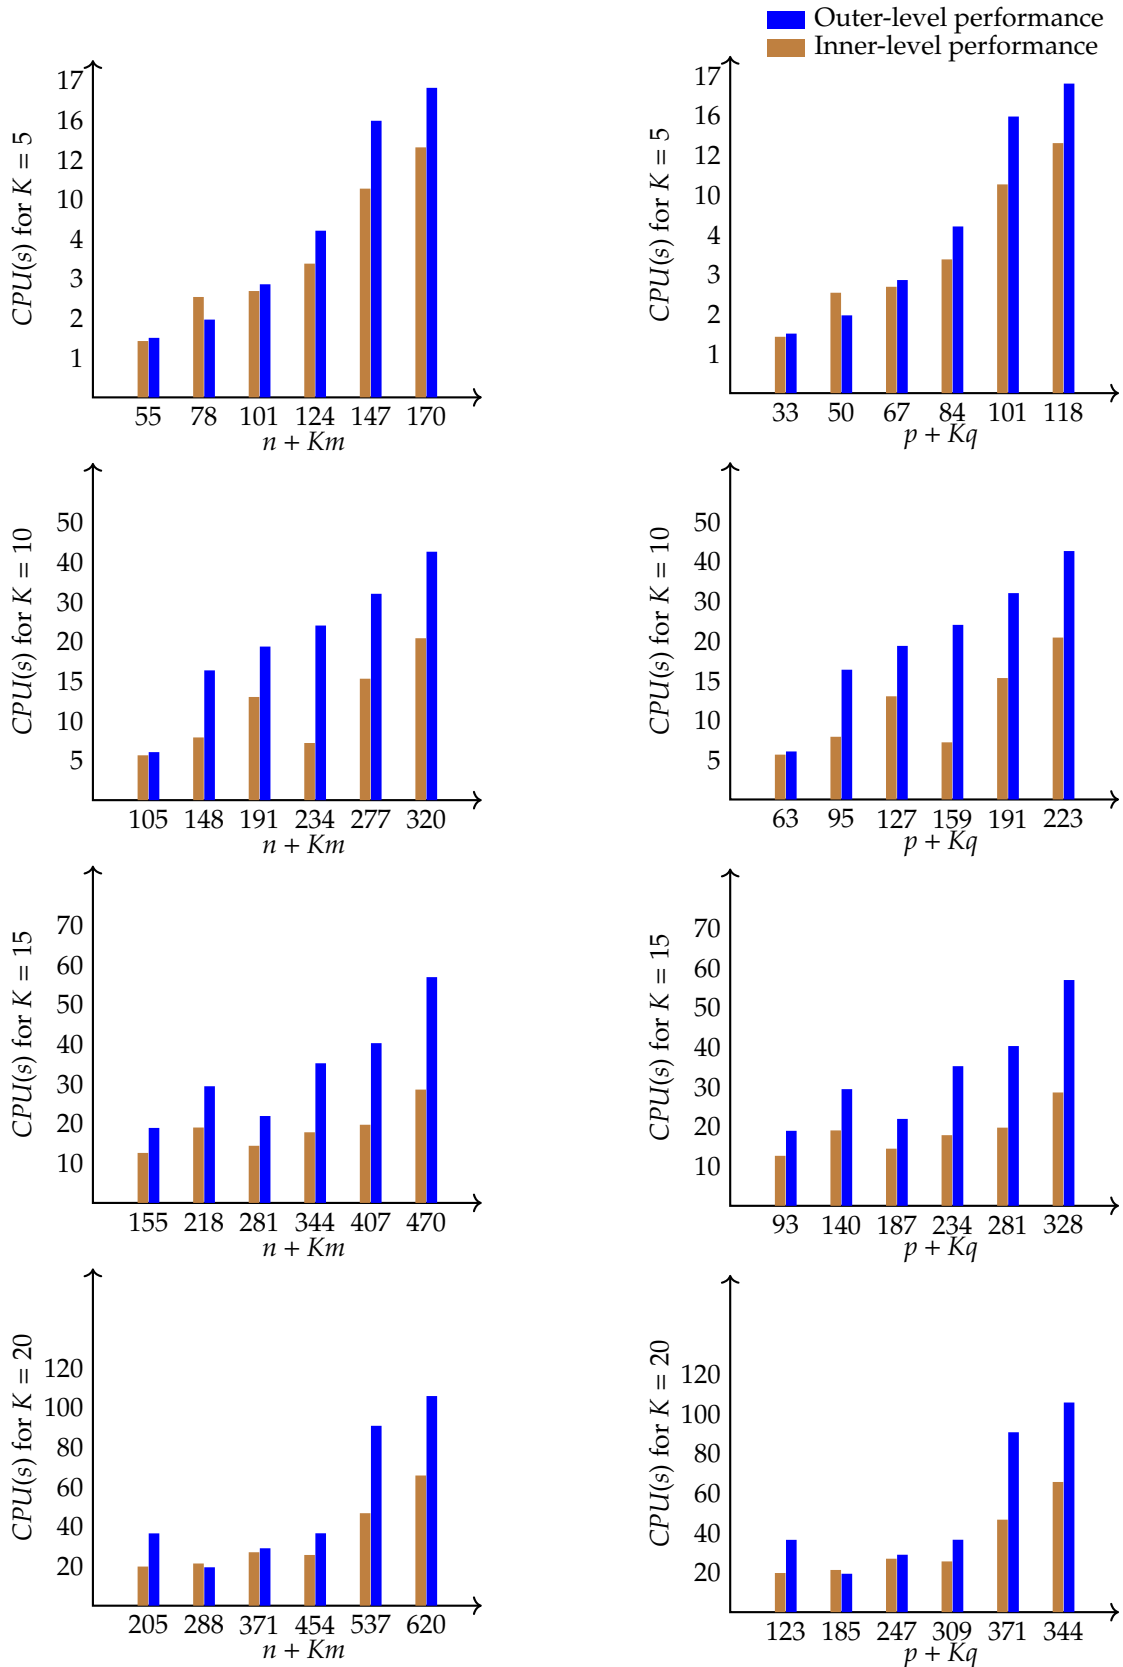 Outer-level performance
Inner-level performance
CPU(s) for K = 5
17
16
12
10
4
3
2
1
55 78 101 124 147 170
n + Km
CPU(s) for K = 5
17
16
12
10
4
3
2
1
33 50 67 84 101 118
p + Kq
CPU(s) for K = 10
50
40
30
20
15
10
5
105 148 191 234 277 320
n + Km
CPU(s) for K = 10
50
40
30
20
15
10
5
63 95 127 159 191 223
p + Kq
CPU(s) for K = 15
70
60
50
40
30
20
10
155 218 281 344 407 470
n + Km
CPU(s) for K = 15
70
60
50
40
30
20
10
93 140 187 234 281 328
p + Kq
CPU(s) for K = 20
120
100
80
60
40
20
205 288 371 454 537 620
n + Km
CPU(s) for K = 20
120
100
80
60
40
20
123 185 247 309 371 344
p + Kq